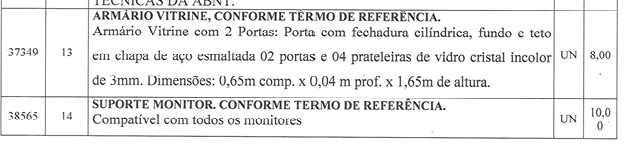 TÉCNICAS DA ABNT.
ARMÁRIO VITRINE, CONFORME TERMO DE REFERÊNCIA.
Armário Vitrine com 2 Portas: Porta com fechadura cilíndrica, fundo e teto
37349 13 em chapa de aço esmaltada 02 portas e 04 prateleiras de vidro cristal incolor UN 8,00
de 3mm. Dimensões: 0,65m comp. x 0,04 m prof. x 1,65m de altura.
SUPORTE MONITOR. CONFORME TERMO DE REFERÊNCIA.
38565 14 Compatível com todos os monitores UN 10,0
0